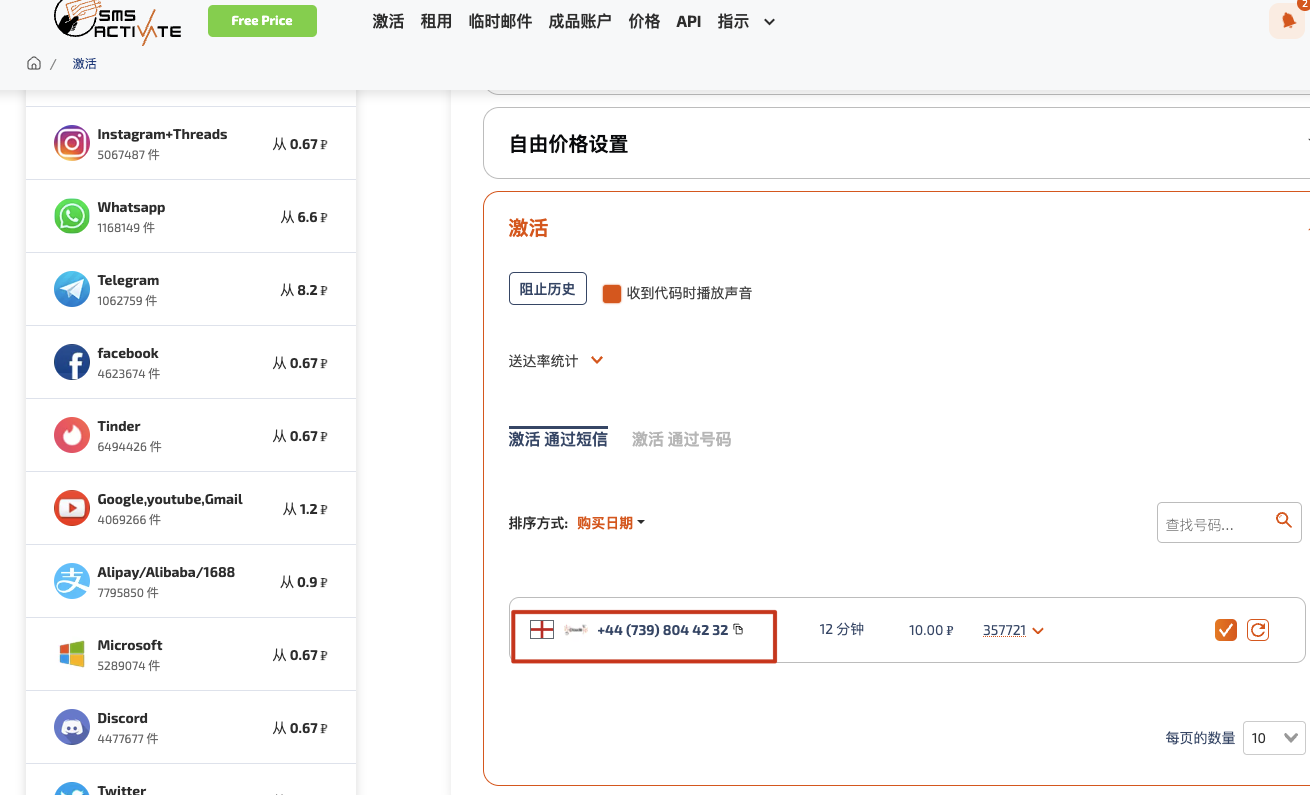 SMS
ACTIVATE
Free Price
激活 租用 临时邮件 成品账户 价格 API 指示
2
/ 激活
Instagram+Threads
5067487 件
从 0.67 ₽
Whatsapp
1168149 件
从 6.6 ₽
Telegram
1062759 件
从 8.2 ₽
facebook
4623674 件
从 0.67 ₽
Tinder
6494426 件
从 0.67 ₽
Google,youtube,Gmail
4069266 件
从 1.2 ₽
Alipay/Alibaba/1688
7795850 件
从 0.9 ₽
Microsoft
5289074 件
从 0.67 ₽
Discord
4477677 件
从 0.67 ₽
Twitter
自由价格设置
激活
阻止历史
收到代码时播放声音
送达率统计
激活 通过短信 激活 通过号码
排序方式: 购买日期
查找号码...
+44 (739) 804 42 32 12 分钟 10.00 ₽ 357721
每页的数量 10